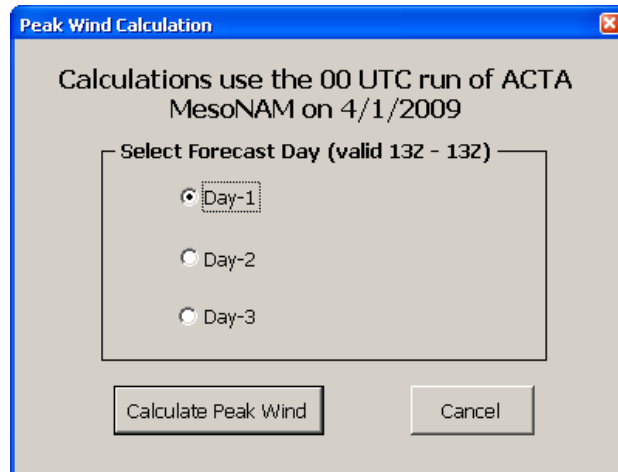 Peak Wind Calculation
Calculations use the 00 UTC run of ACTA
MesoNAM on 4/1/2009
Select Forecast Day (valid 13Z - 13Z)
Day-1
Day-2
Day-3
Calculate Peak Wind
Cancel